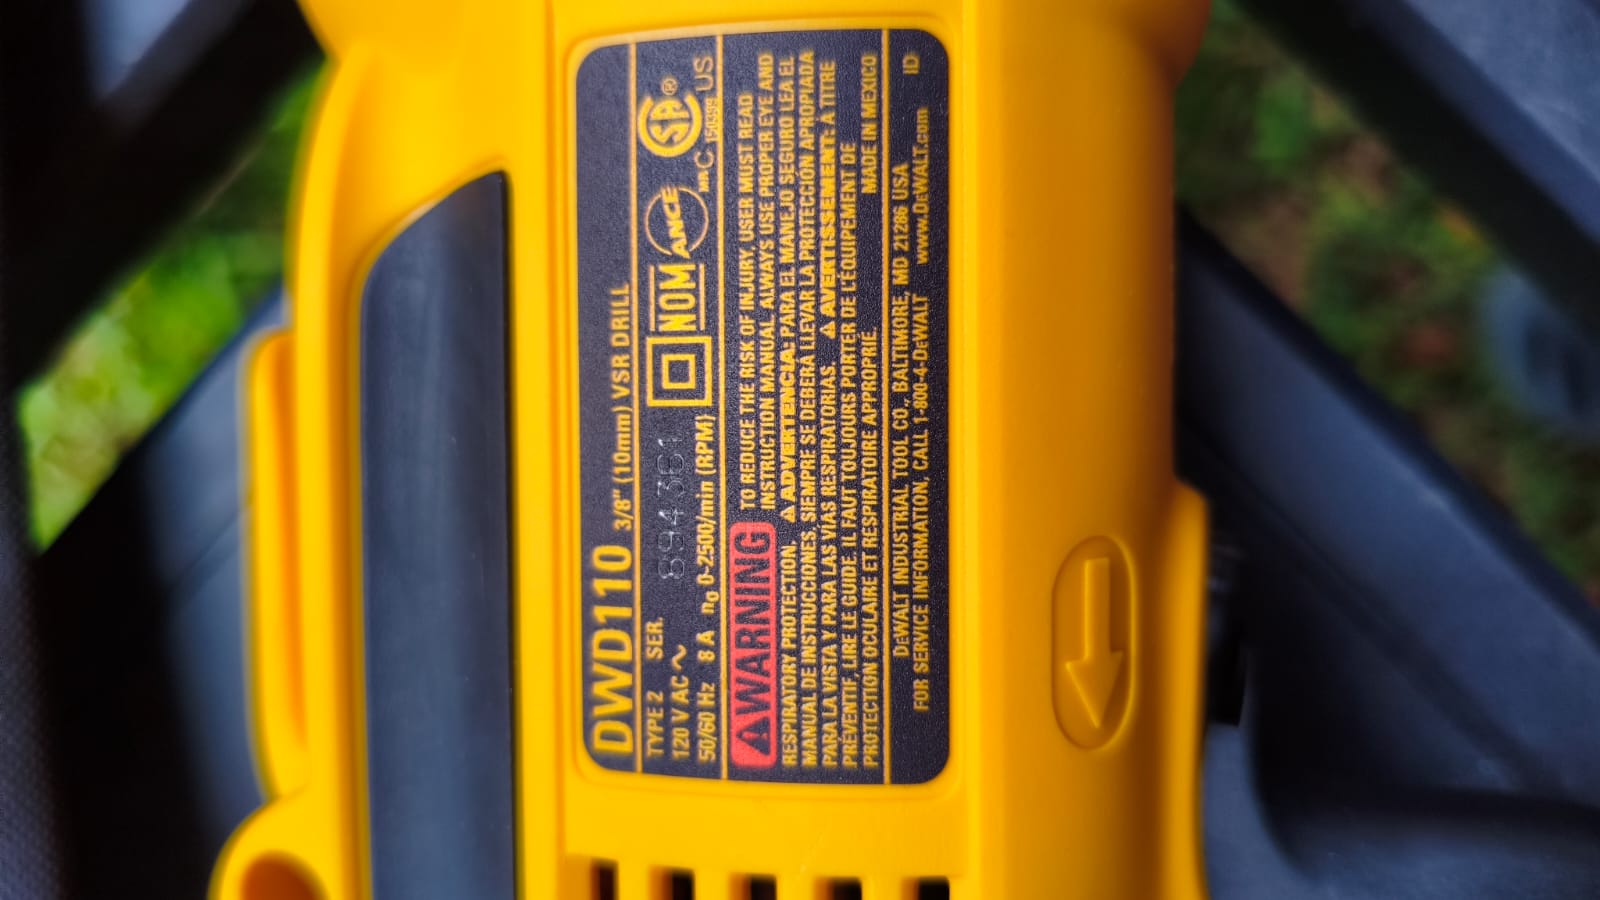 DWD110 3/8" (10mm) VSR DRILL
TYPE 2 SER. 894361
120 V AC ~
50/60 Hz 8 A n0 0-2500/min (RPM)
NOM ANCE
SA ®
C US
WARNING TO REDUCE THE RISK OF INJURY, USER MUST READ
INSTRUCTION MANUAL. ALWAYS USE PROPER EYE AND
RESPIRATORY PROTECTION. ⚠ ADVERTENCIA: PARA EL MANEJO SEGURO LEA EL
MANUAL DE INSTRUCCIONES. SIEMPRE SE DEBERÁ LLEVAR LA PROTECCIÓN APROPIADA
PARA LA VISTA Y PARA LAS VÍAS RESPIRATORIAS. ⚠ AVERTISSEMENT: À TITRE
PRÉVENTIF, LIRE LE GUIDE. IL FAUT TOUJOURS PORTER DE L'ÉQUIPEMENT DE
PROTECTION OCULAIRE ET RESPIRATOIRE APPROPRIÉ. MADE IN MEXICO
DEWALT INDUSTRIAL TOOL CO., BALTIMORE, MD 21286 USA
FOR SERVICE INFORMATION, CALL 1-800-4-DeWALT www.DeWALT.com ID